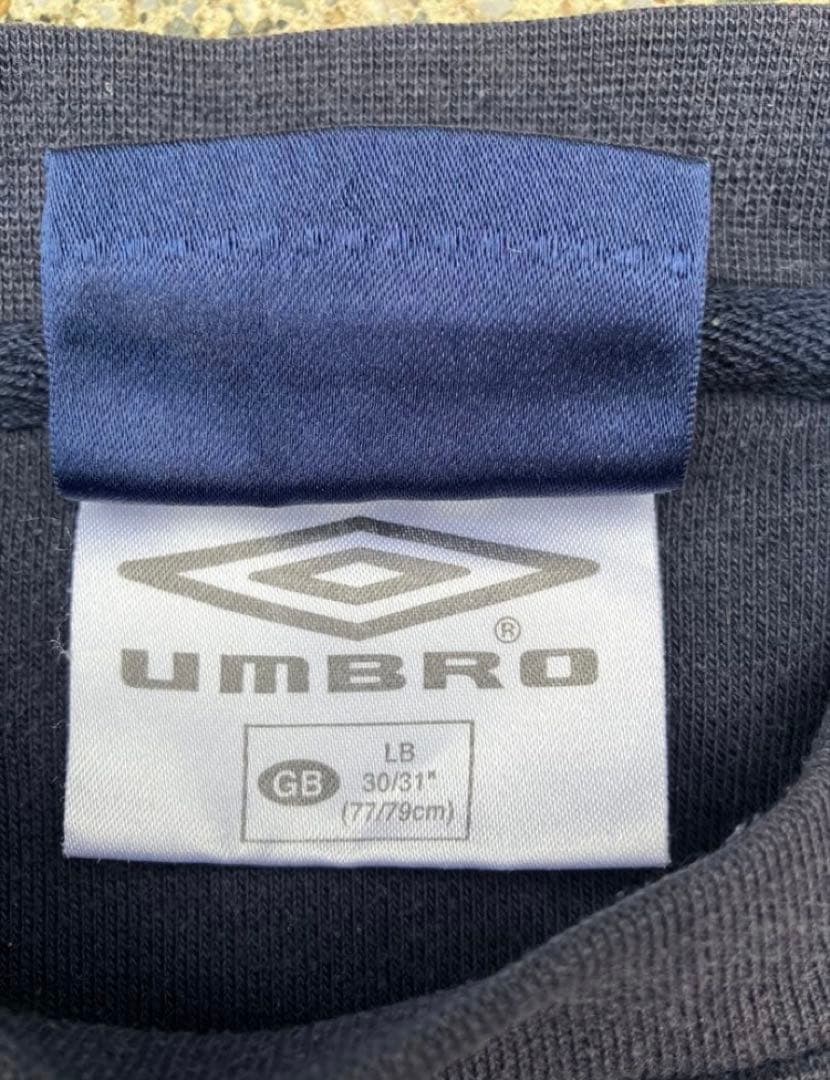 ®
UMBRO
GB
LB
30/31"
(77/79cm)